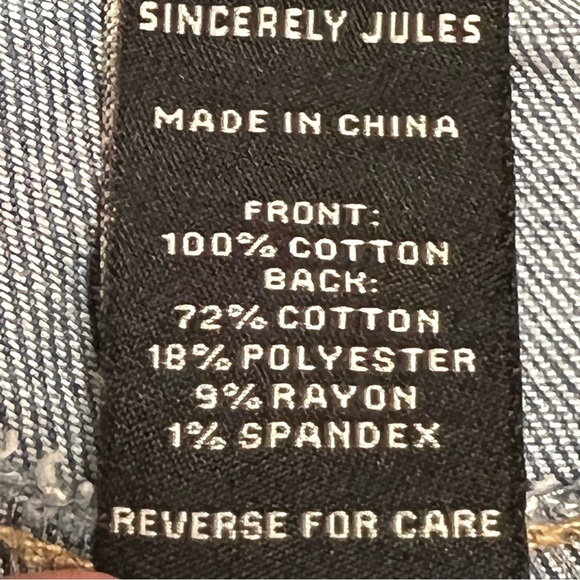 SINCERELY JULES
MADE IN CHINA
FRONT:
100% COTTON
BACK:
72% COTTON
18% POLYESTER
9% RAYON
1% SPANDEX
REVERSE FOR CARE